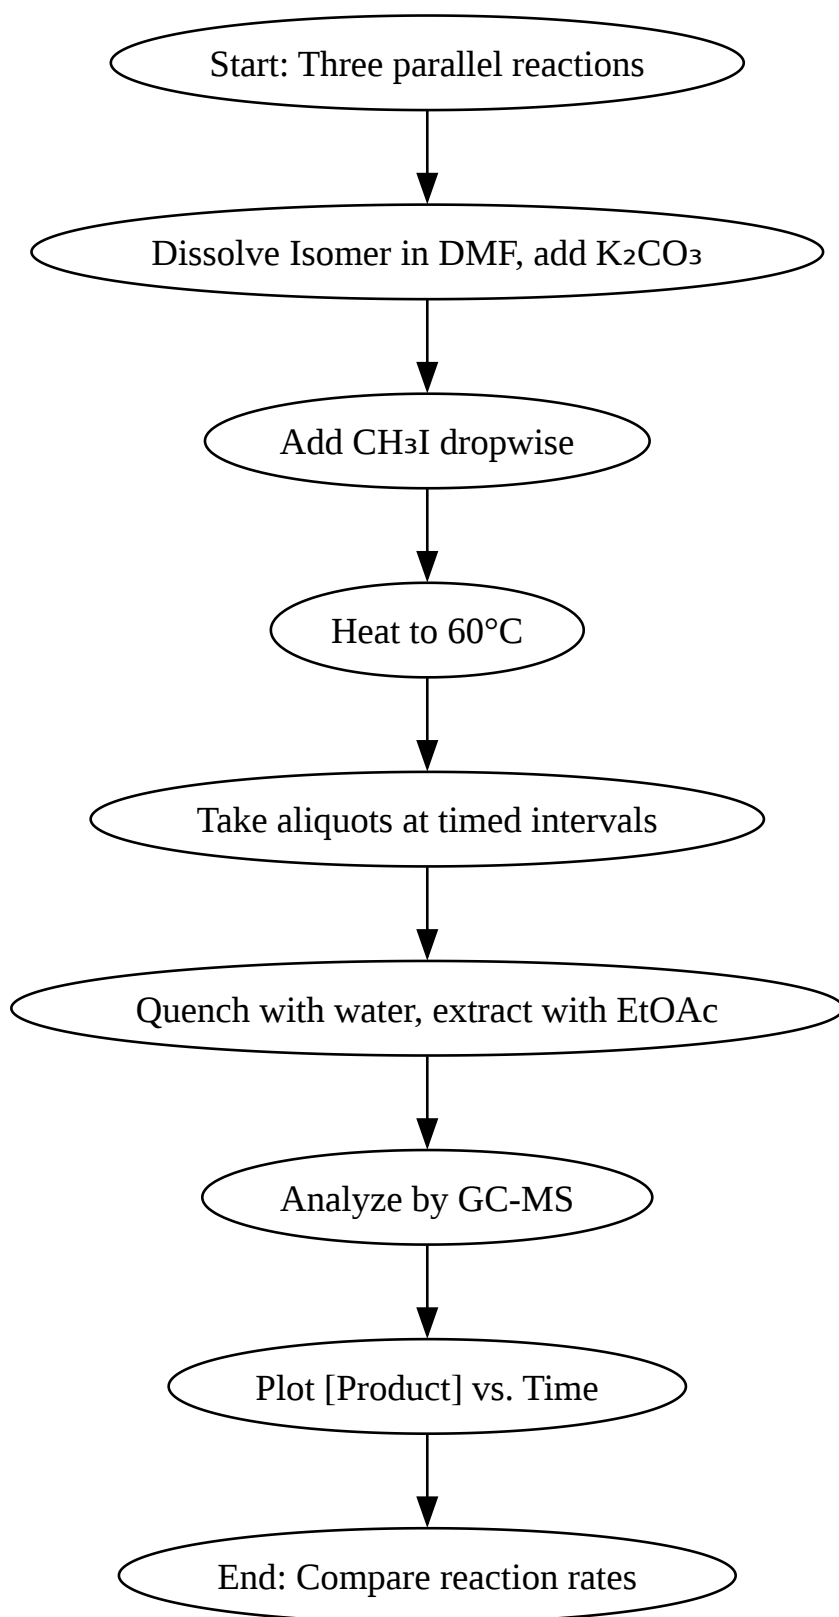 Start: Three parallel reactions
Dissolve Isomer in DMF, add K₂CO₃
Add CH₃I dropwise
Heat to 60°C
Take aliquots at timed intervals
Quench with water, extract with EtOAc
Analyze by GC-MS
Plot [Product] vs. Time
End: Compare reaction rates